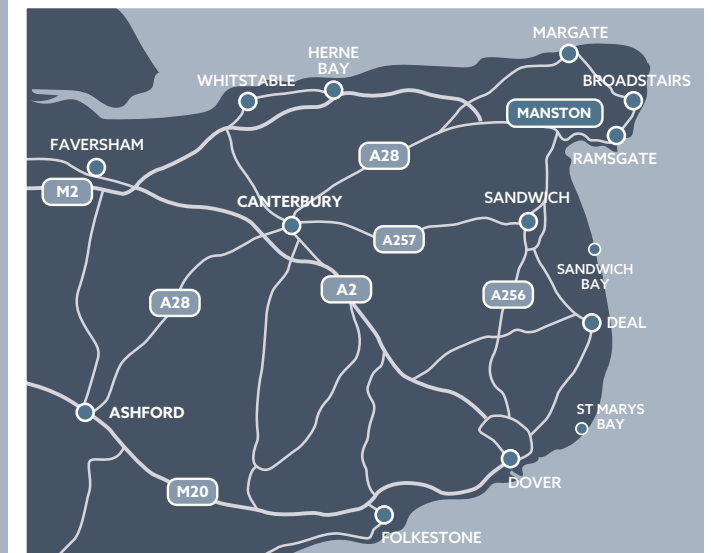 MARGATE
HERNE
BAY
WHITSTABLE
BROADSTAIRS
MANSTON
FAVERSHAM
A28
RAMSGATE
M2
CANTERBURY
SANDWICH
A257
SANDWICH
BAY
A28
A2
A256
DEAL
ASHFORD
ST MARYS
BAY
M20
DOVER
FOLKESTONE